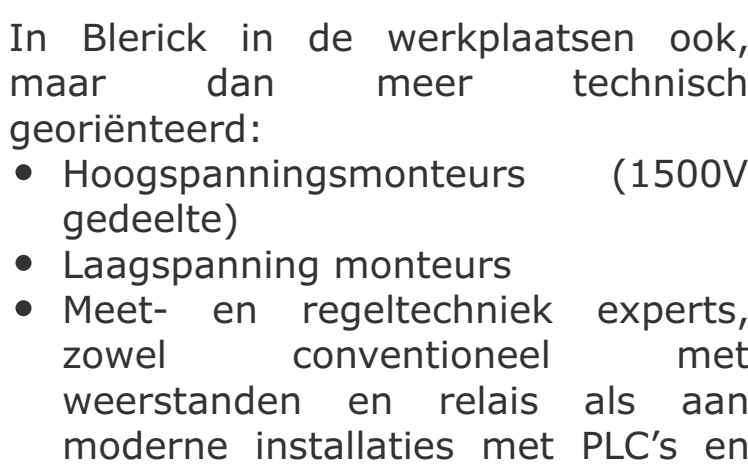 In Blerick in de werkplaatsen ook,
maar dan meer technisch
georiënteerd:
• Hoogspanningsmonteurs (1500V
gedeelte)
• Laagspanning monteurs
• Meet- en regeltechniek experts,
zowel conventioneel met
weerstanden en relais als aan
moderne installaties met PLC’s en